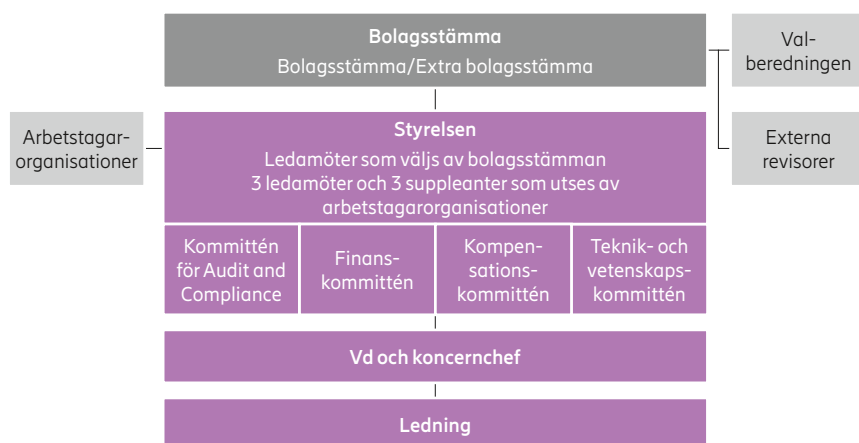 Bolagsstämma
Bolagsstämma/Extra bolagsstämma
Val-
beredningen
Arbetstagar-
organisationer
Styrelsen
Ledamöter som väljs av bolagsstämman
3 ledamöter och 3 suppleanter som utses av
arbetstagarorganisationer
Externa
revisorer
Kommittén
för Audit and
Compliance
Finans-
kommittén
Kompen-
sations-
kommittén
Teknik- och
vetenskaps-
kommittén
Vd och koncernchef
Ledning